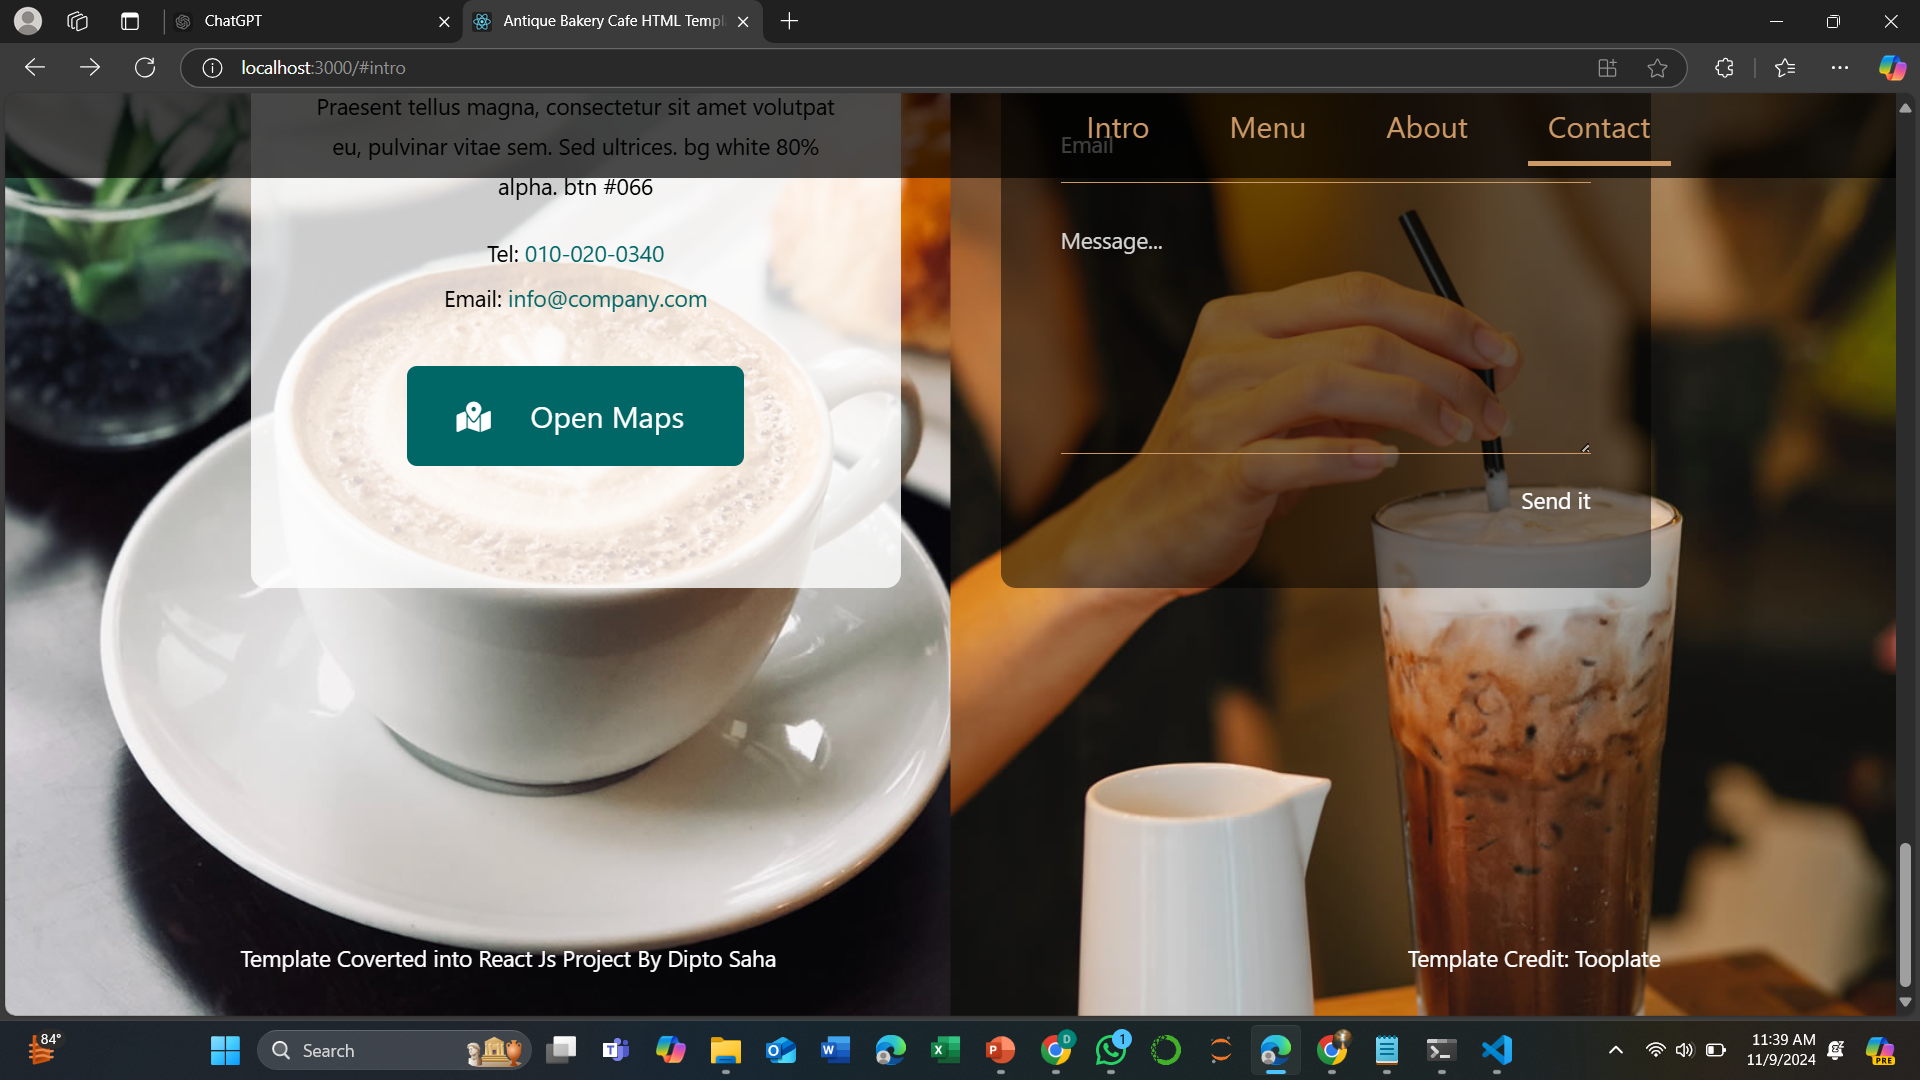 ChatGPT
Antique Bakery Cafe HTML Templ
localhost:3000/#intro
Intro
Menu
About
Contact
Praesent tellus magna, consectetur sit amet volutpat
eu, pulvinar vitae sem. Sed ultrices. bg white 80%
alpha. btn #066
Tel: 010-020-0340
Email: info@company.com
Open Maps
Email
Message...
Send it
Template Coverted into React Js Project By Dipto Saha
Template Credit: Tooplate
84°
Search
D
1
11:39 AM
11/9/2024
PRE